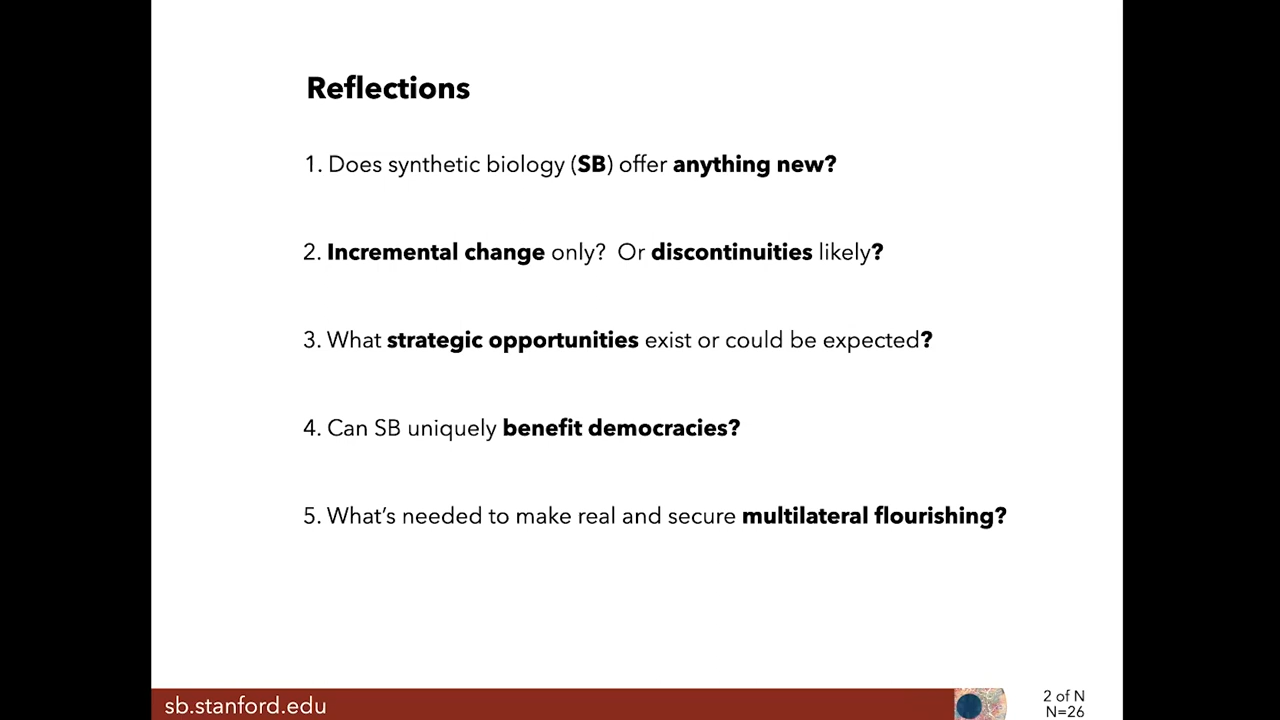 Reflections
1. Does synthetic biology (SB) offer anything new?
2. Incremental change only? Or discontinuities likely?
3. What strategic opportunities exist or could be expected?
4. Can SB uniquely benefit democracies?
5. What's needed to make real and secure multilateral flourishing?
sb.stanford.edu
2 of N
N=26